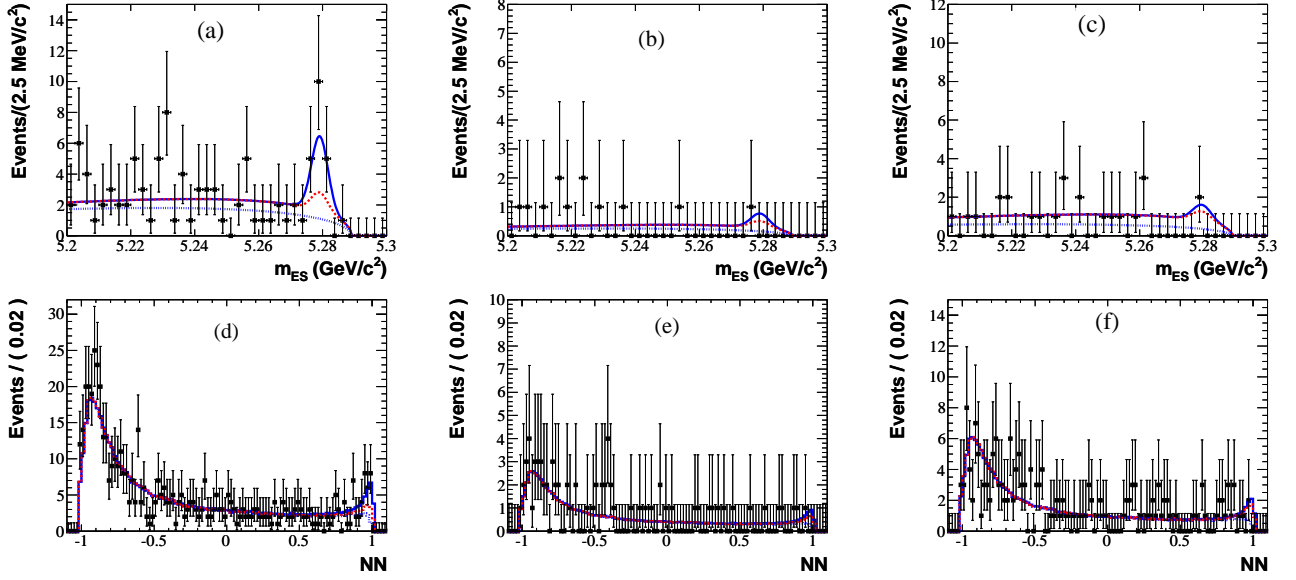 Events/(2.5 MeV/c²)
14
12
10
8
6
4
2
0
(a)
5.2 5.22 5.24 5.26 5.28 5.3
m_ES (GeV/c²)
Events/(2.5 MeV/c²)
8
7
6
5
4
3
2
1
0
(b)
5.2 5.22 5.24 5.26 5.28 5.3
m_ES (GeV/c²)
Events/(2.5 MeV/c²)
12
10
8
6
4
2
0
(c)
5.2 5.22 5.24 5.26 5.28 5.3
m_ES (GeV/c²)
Events / ( 0.02 )
30
25
20
15
10
5
0
(d)
-1 -0.5 0 0.5 1
NN
Events / ( 0.02 )
10
9
8
7
6
5
4
3
2
1
0
(e)
-1 -0.5 0 0.5 1
NN
Events / ( 0.02 )
14
12
10
8
6
4
2
0
(f)
-1 -0.5 0 0.5 1
NN